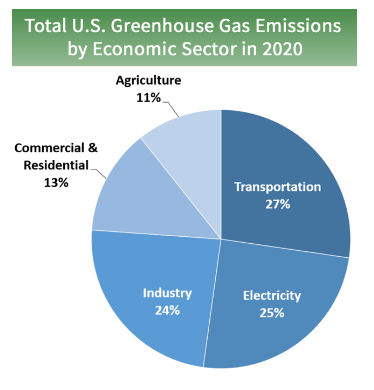 Total U.S. Greenhouse Gas Emissions
by Economic Sector in 2020
Agriculture
11%
Commercial &
Residential
13%
Transportation
27%
Industry
24%
Electricity
25%